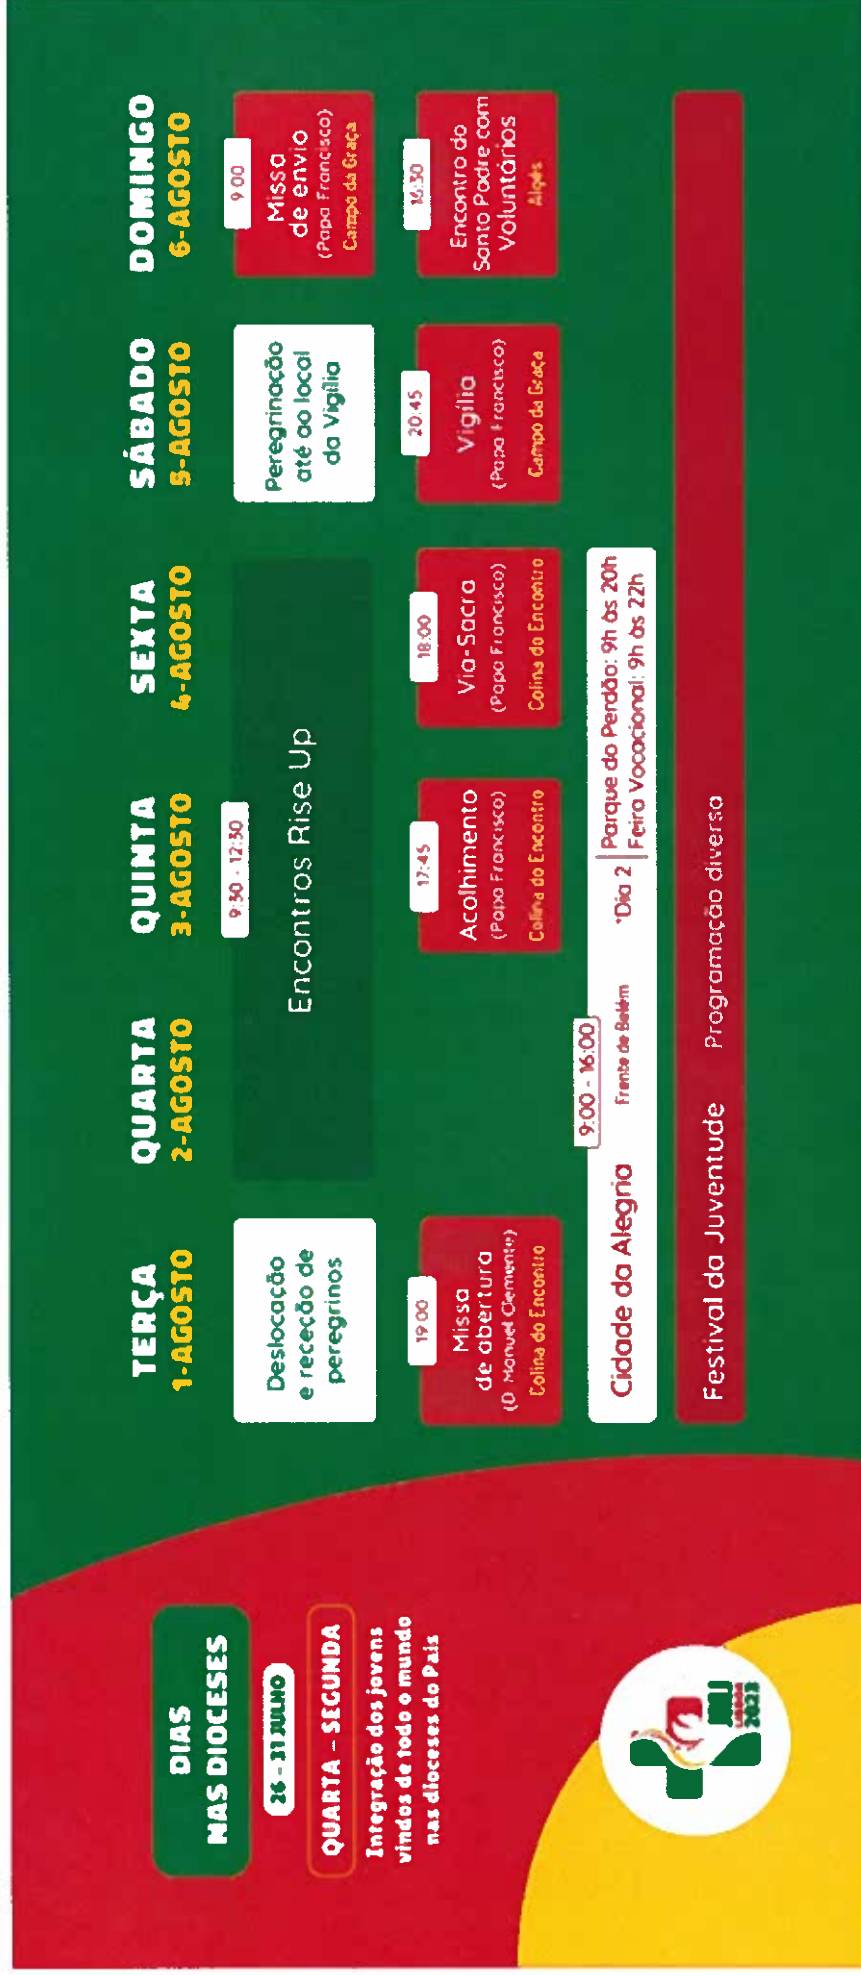 DIAS
NAS DIOCESES
26 - 31 JULHO
QUARTA - SEGUNDA
Integração dos jovens
vindos de todo o mundo
nas dioceses do País
JMJ
LISBOA
2023
TERÇA
1-AGOSTO
QUARTA
2-AGOSTO
QUINTA
3-AGOSTO
SEXTA
4-AGOSTO
SÁBADO
5-AGOSTO
DOMINGO
6-AGOSTO
Deslocação
e receção de
peregrinos
9:30 - 12:30
Encontros Rise Up
Peregrinação
até ao local
da Vigília
9:00
Missa
de envio
(Papa Francisco)
Campo da Graça
19:00
Missa
de abertura
(D. Manuel Clemente)
Colina do Encontro
17:45
Acolhimento
(Papa Francisco)
Colina do Encontro
18:00
Via-Sacra
(Papa Francisco)
Colina do Encontro
20:45
Vigília
(Papa Francisco)
Campo da Graça
16:30
Encontro do
Santo Padre com
Voluntários
Algés
9:00 - 16:00
Cidade da Alegria Frente de Belém *Dia 2 | Parque do Perdão: 9h às 20h
Feira Vocacional: 9h às 22h
Festival da Juventude Programação diversa